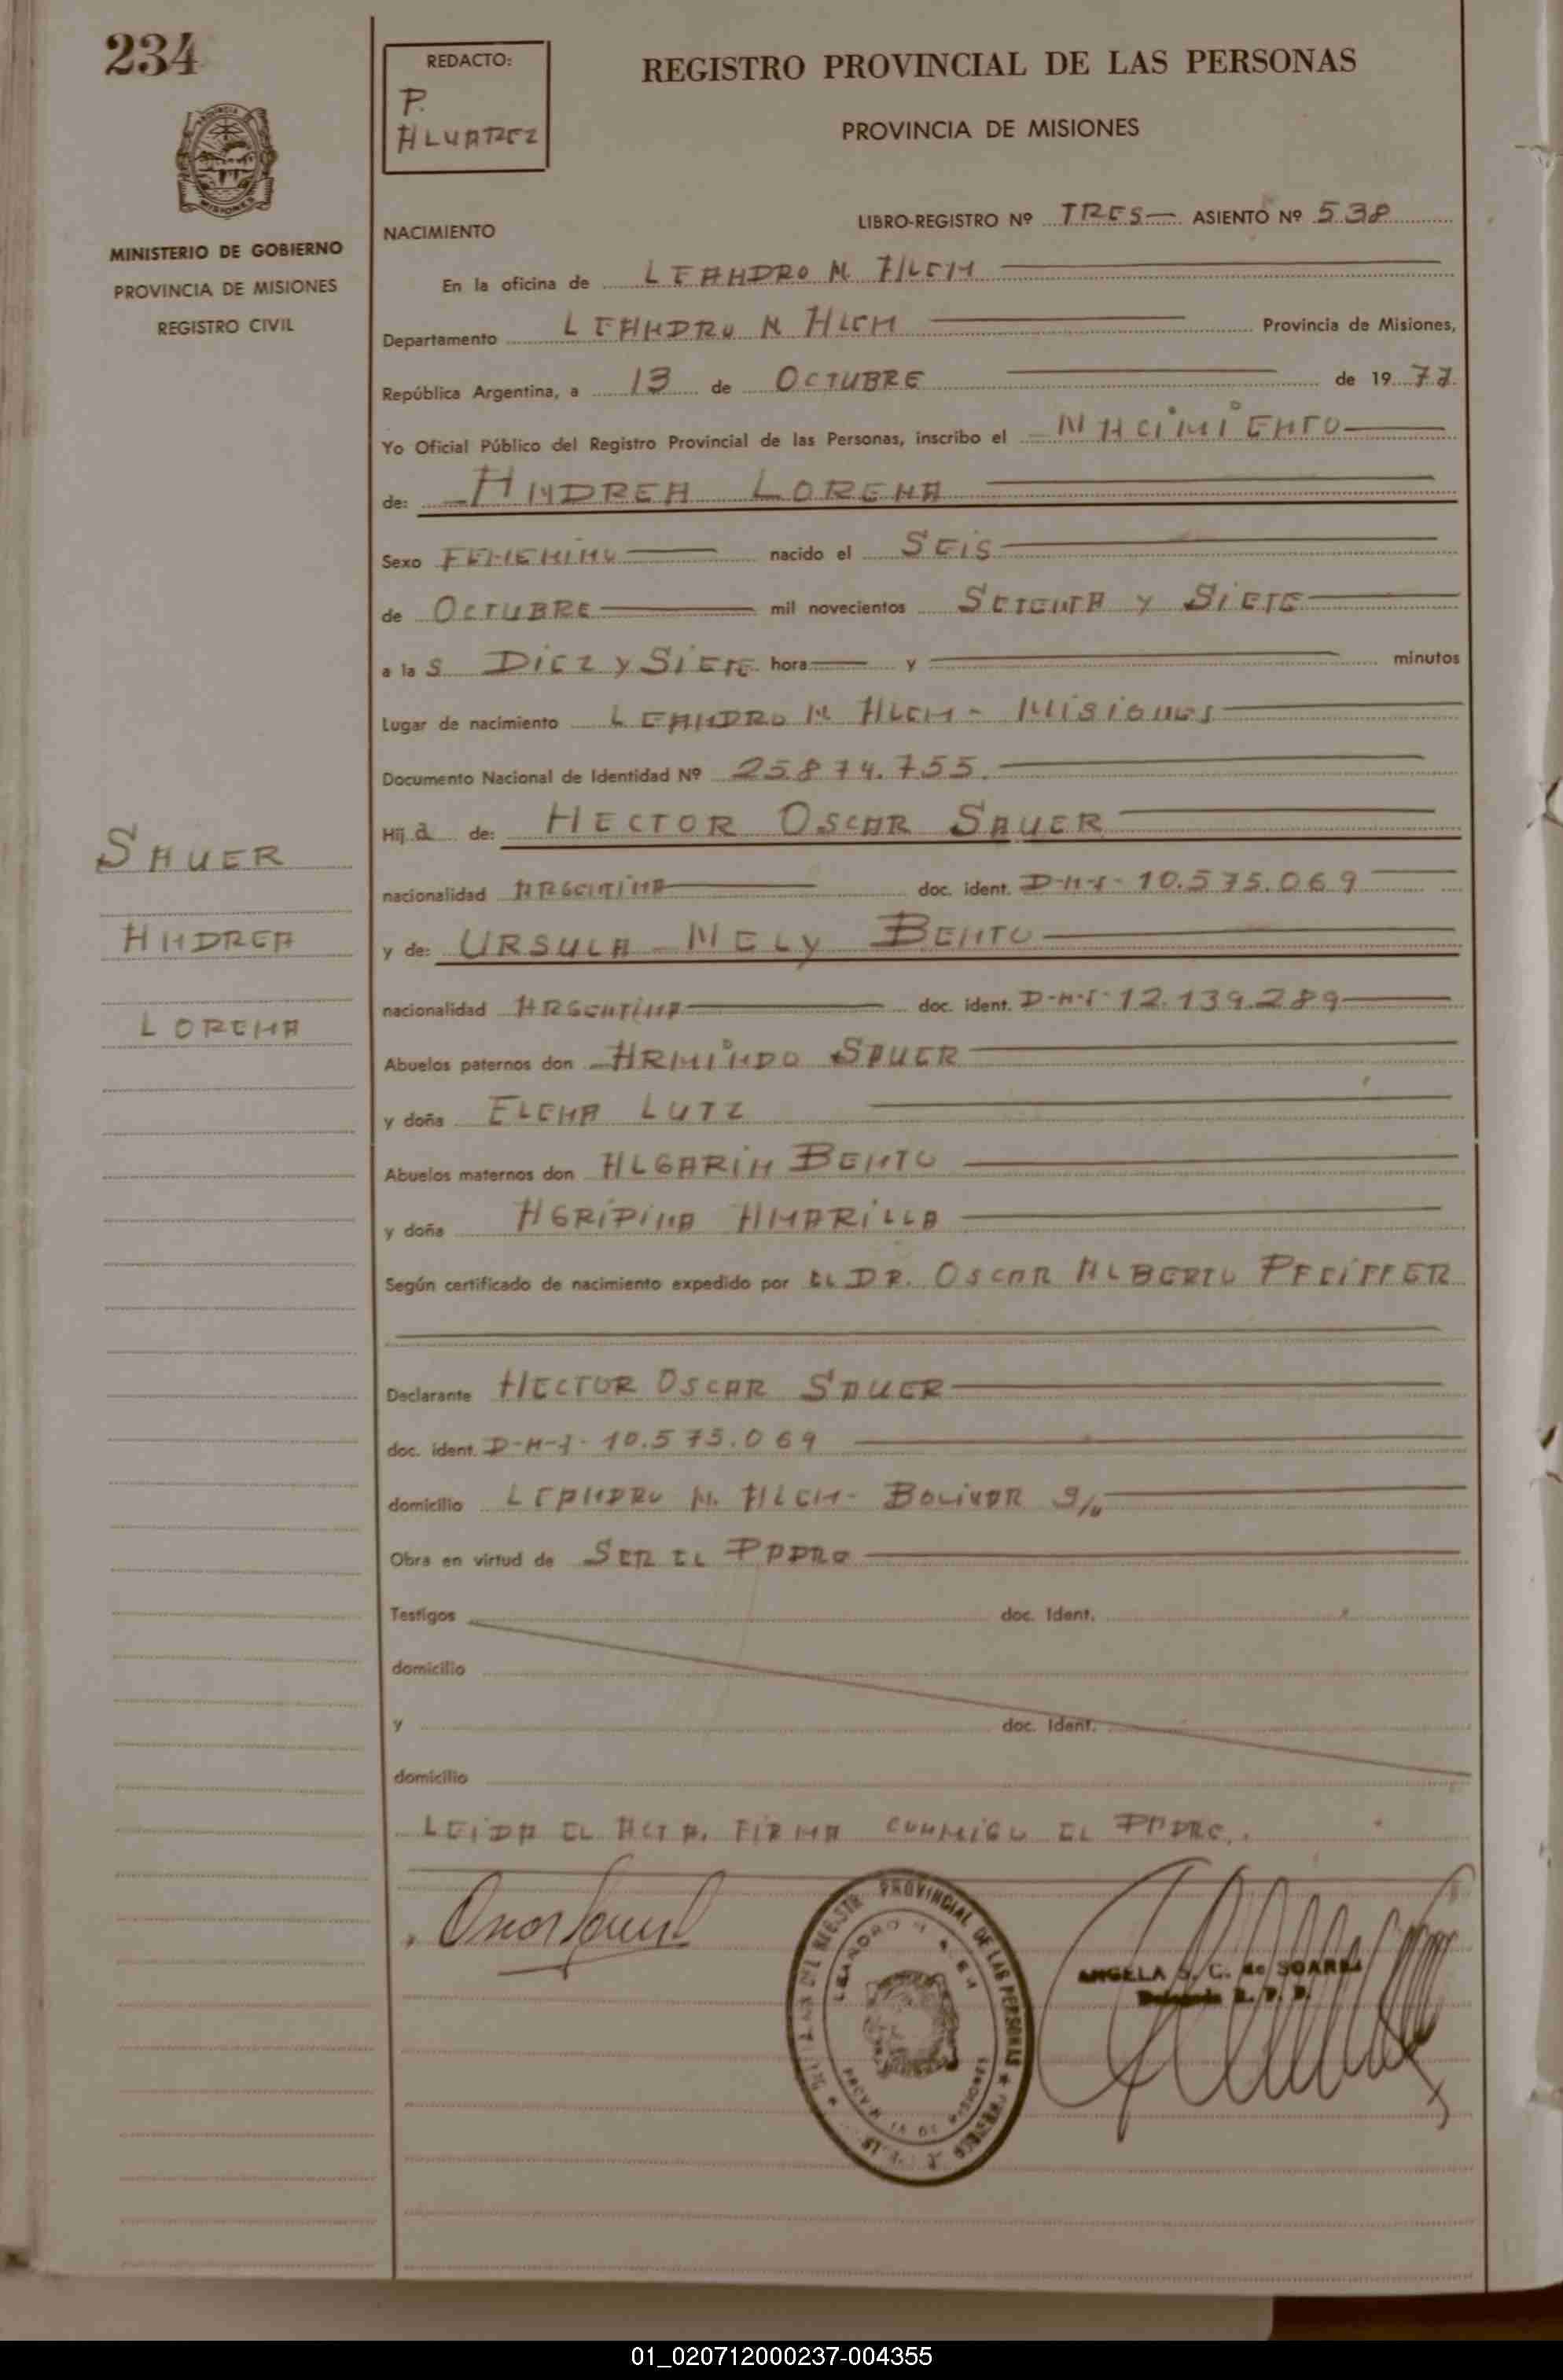 234
REDACTO:
P.
ALVAREZ
REGISTRO PROVINCIAL DE LAS PERSONAS
PROVINCIA DE MISIONES
MINISTERIO DE GOBIERNO
PROVINCIA DE MISIONES
REGISTRO CIVIL
NACIMIENTO
LIBRO-REGISTRO Nº TRES— ASIENTO Nº 538
En la oficina de LEANDRO N ALEM
Departamento LEANDRO N ALEM Provincia de Misiones,
República Argentina, a 13 de OCTUBRE de 1977.
Yo Oficial Público del Registro Provincial de las Personas, inscribo el NACIMIENTO
de: ANDREA LORENA
Sexo FEMENINO nacido el SEIS
de OCTUBRE mil novecientos SETENTA Y SIETE
a la S DIEZ Y SIETE hora y minutos
Lugar de nacimiento LEANDRO N ALEM - MISIONES
Documento Nacional de Identidad Nº 25.874.755.
Hij a de: HECTOR OSCAR SAUER
nacionalidad ARGENTINA doc. ident. D-N-I- 10.575.069
y de: URSULA NELY BENTO
nacionalidad ARGENTINA doc. ident. D-N-I- 12.139.289
Abuelos paternos don ARMINDO SAUER
y doña ELENA LUTZ
Abuelos maternos don ALGARIN BENTO
y doña AGRIPINA AMARILLA
Según certificado de nacimiento expedido por EL DR. OSCAR ALBERTO PFEIFFER
Declarante HECTOR OSCAR SAUER
doc. ident. D-N-I- 10.575.069
domicilio LEANDRO N. ALEM - BOLIVAR S/N
Obra en virtud de SER EL PADRE
Testigos doc. Ident.
domicilio
y doc. Ident.
domicilio
LEIDA EL ACTA. FIRMA CONMIGO EL PADRE.
SAUER
ANDREA
LORENA
PROVINCIAL DE LAS PERSONAS
LEANDRO N ALEM
ANGELA S. C. de SOARES
01_020712000237-004355